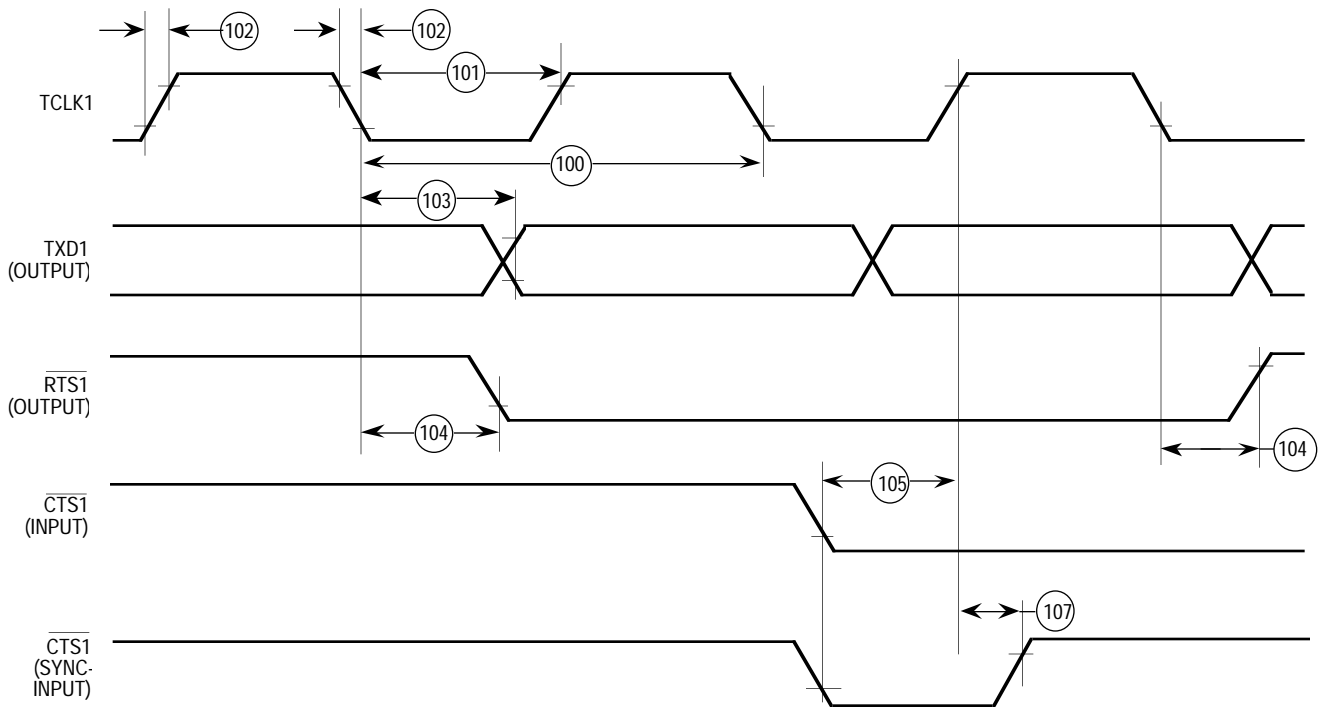 102
102
101
TCLK1
100
103
TXD1
(OUTPUT)
RTS1
(OUTPUT)
104
104
CTS1
(INPUT)
105
107
CTS1
(SYNC-
INPUT)